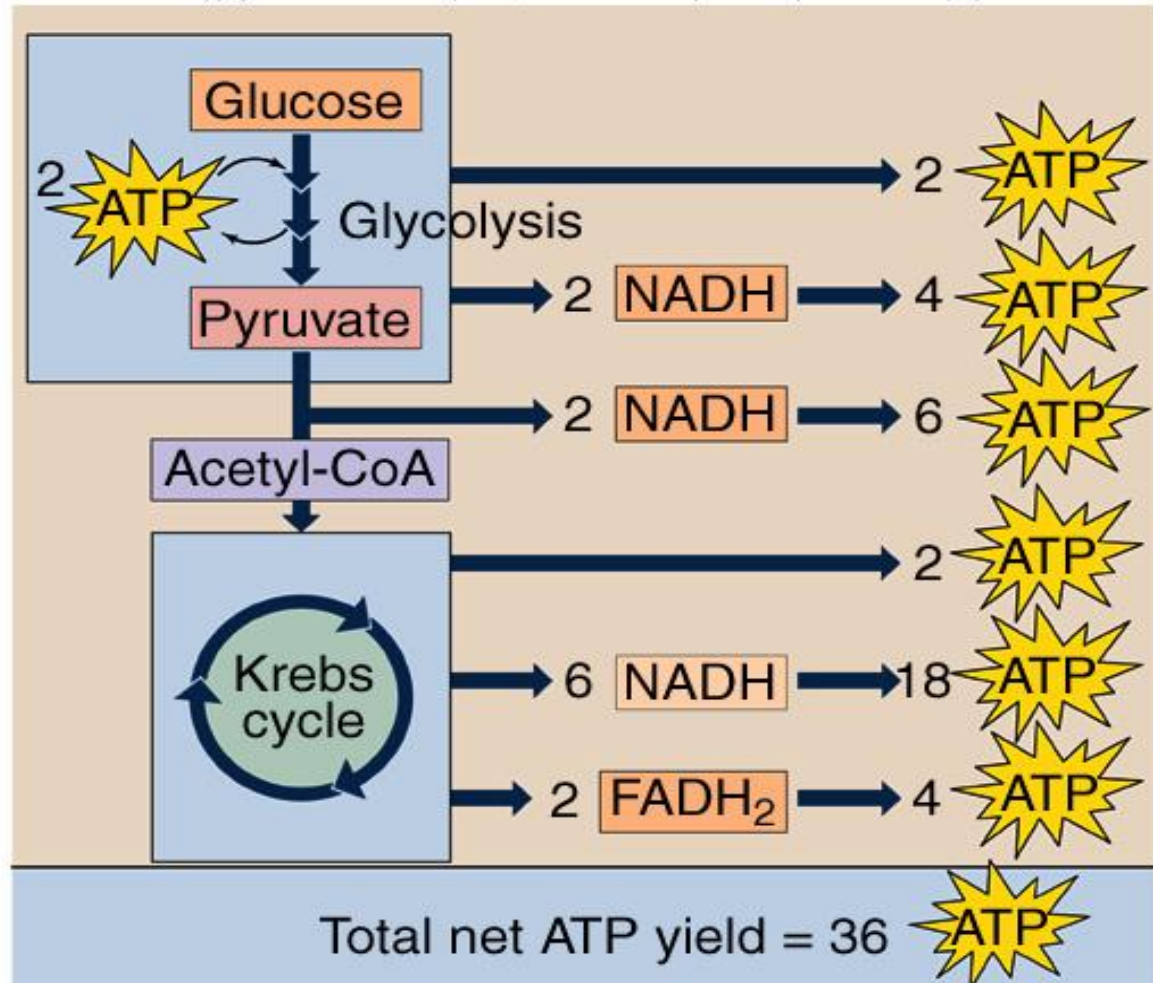 Glucose
2 ATP
2 ATP
Glycolysis
2 NADH 4 ATP
Pyruvate
2 NADH 6 ATP
Acetyl-CoA
2 ATP
Krebs
cycle
6 NADH 18 ATP
2 FADH₂ 4 ATP
Total net ATP yield = 36 ATP